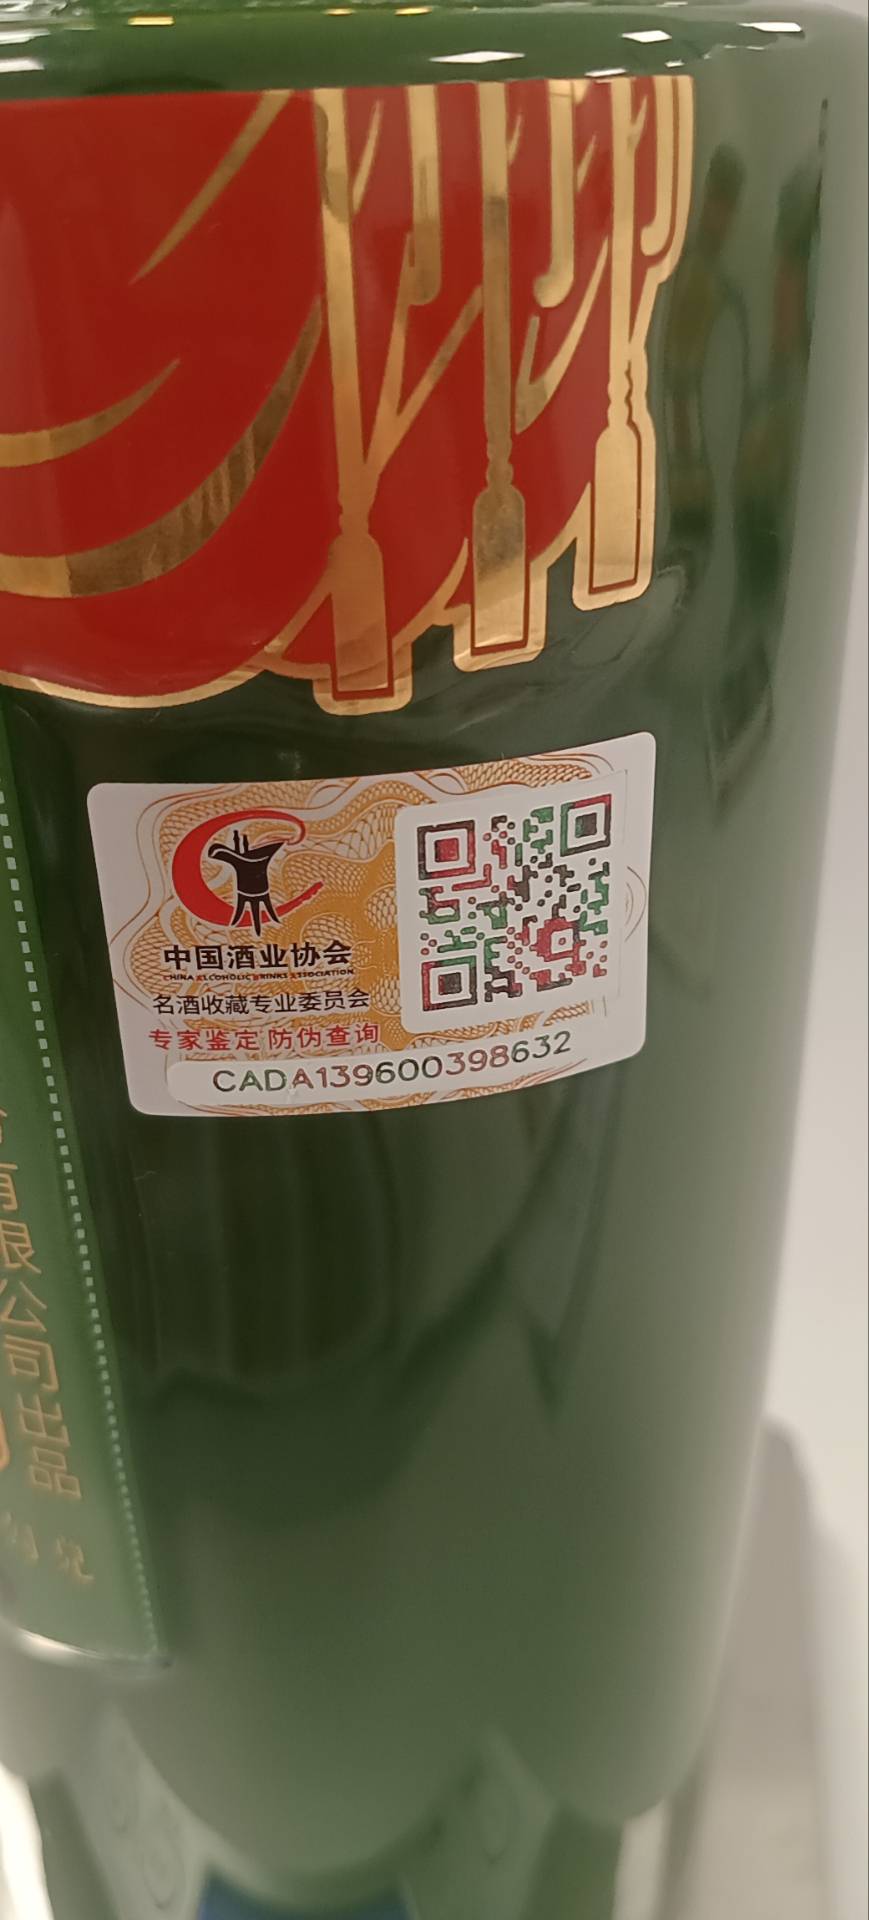 中国酒业协会
CHINA ALCOHOLIC DRINKS ASSOCIATION
名酒收藏专业委员会
专家鉴定 防伪查询
CADA139600398632
有限公司出品